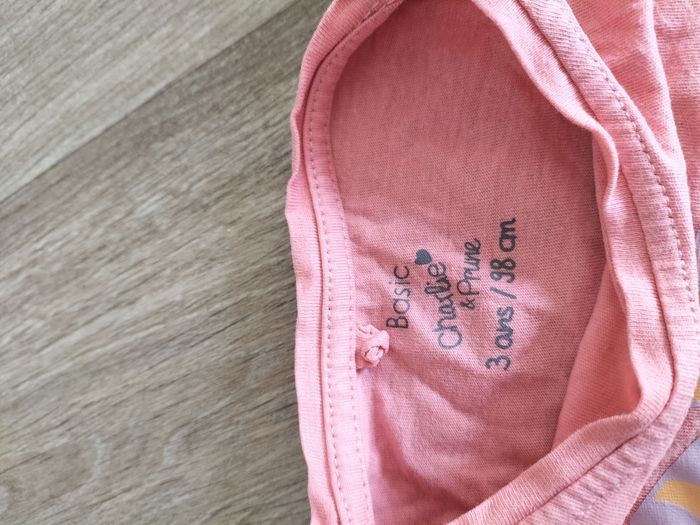 Basic
Charlie
& Prune
3 ans / 98 cm